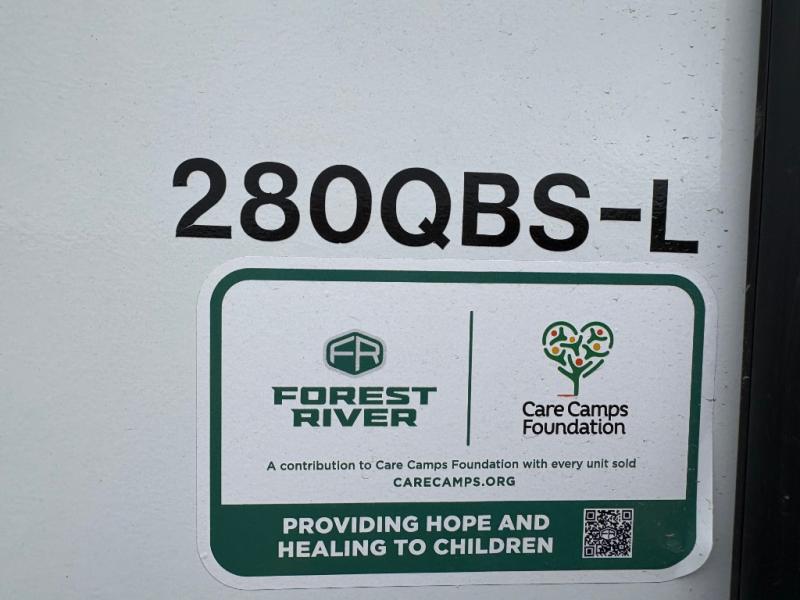 280QBS-L
FR
FOREST
RIVER
Care Camps
Foundation
A contribution to Care Camps Foundation with every unit sold
CARECAMPS.ORG
PROVIDING HOPE AND
HEALING TO CHILDREN